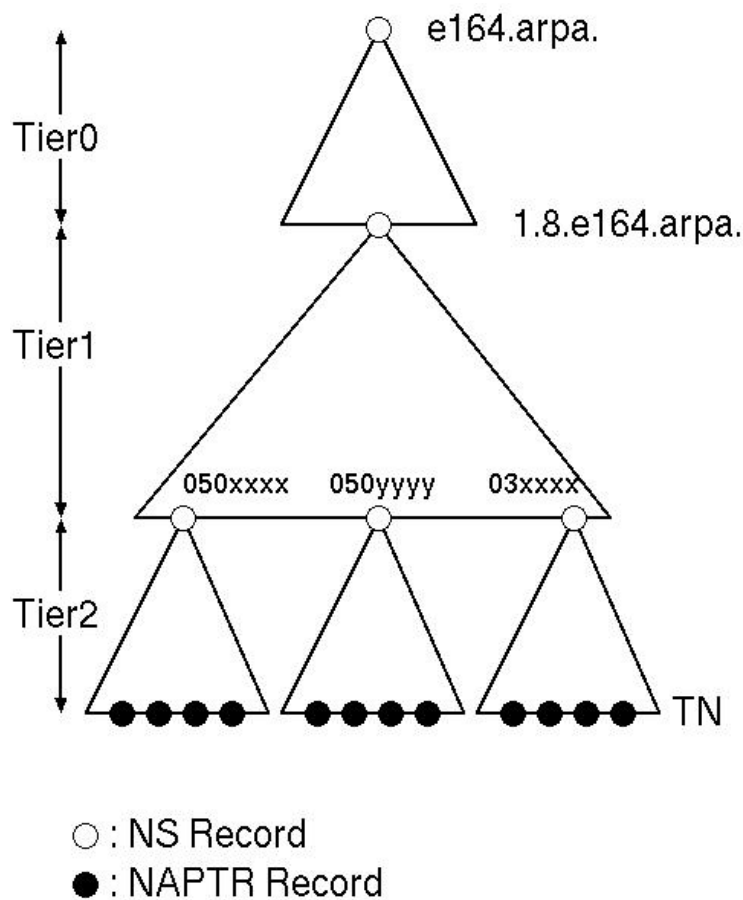 e164.arpa.
Tier0
1.8.e164.arpa.
Tier1
050xxxx 050yyyy 03xxxx
Tier2
TN
: NS Record
: NAPTR Record